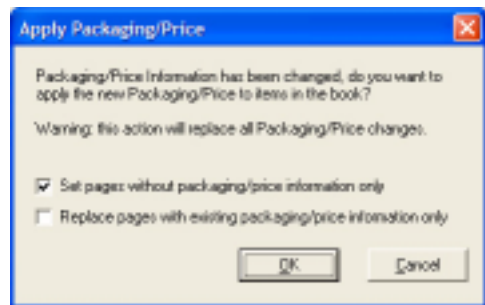 Apply Packaging/Price
Packaging/Price Information has been changed, do you want to
apply the new Packaging/Price to items in the book?
Warning: this action will replace all Packaging/Price changes.
Set pages without packaging/price information only
Replace pages with existing packaging/price information only
OK
Cancel